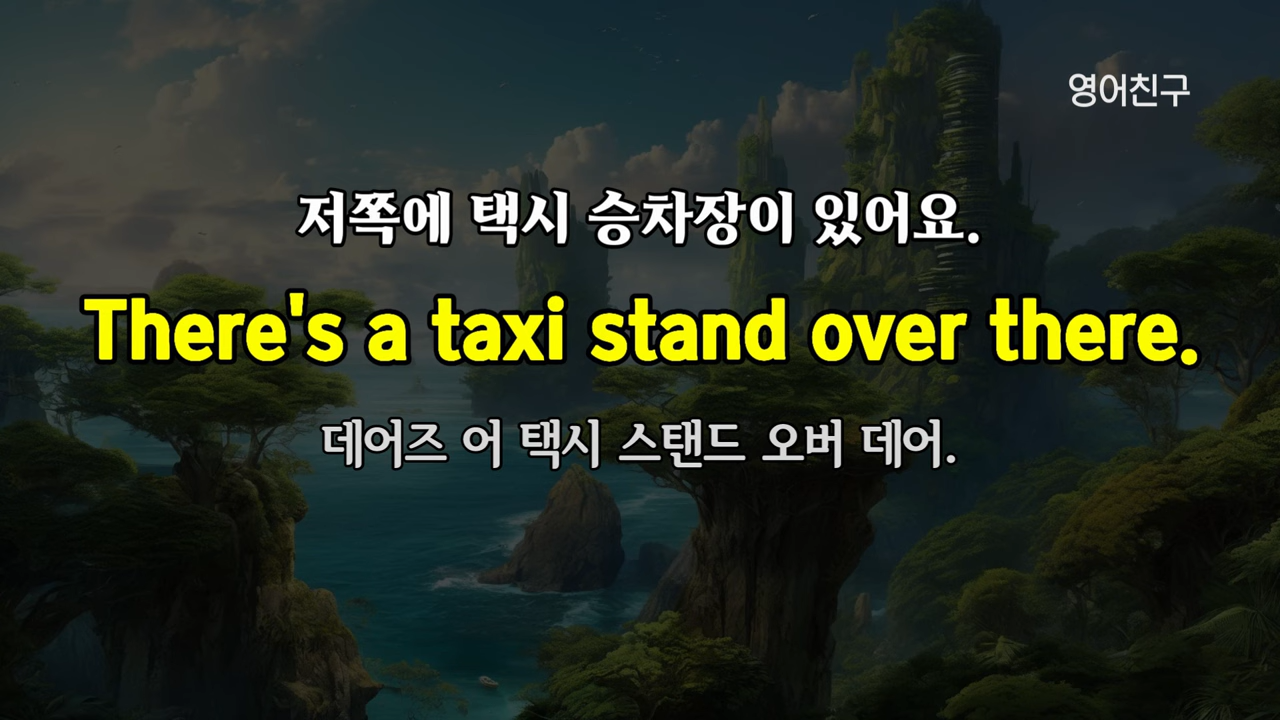 영어친구
저쪽에 택시 승차장이 있어요.
There's a taxi stand over there.
데어즈 어 택시 스탠드 오버 데어.